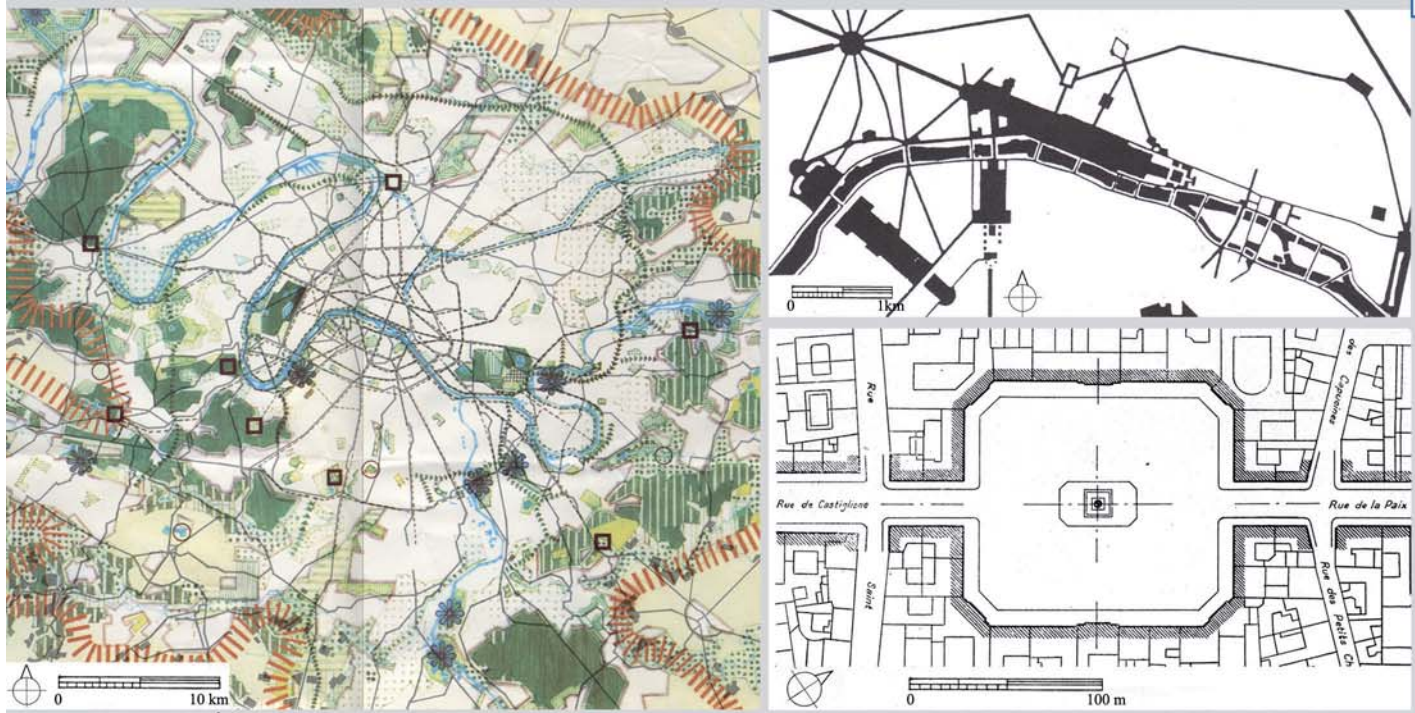 0 10 km
0 1km
Rue
des Capucines
Rue de Castiglione
Rue de la Paix
Saint
Rue des Petits Ch
0 100 m